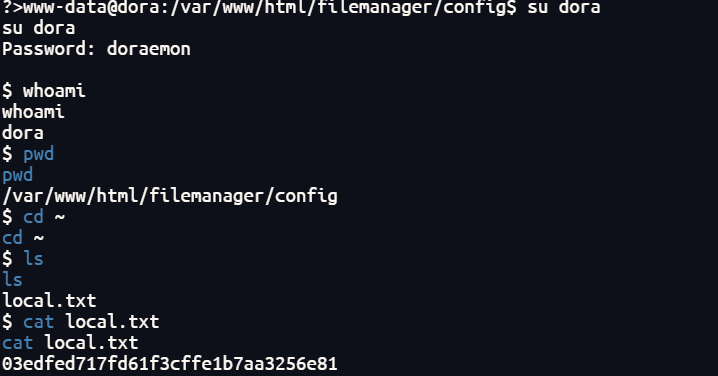 ?>www-data@dora:/var/www/html/filemanager/config$ su dora
su dora
Password: doraemon
$ whoami
whoami
dora
$ pwd
pwd
/var/www/html/filemanager/config
$ cd ~
cd ~
$ ls
ls
local.txt
$ cat local.txt
cat local.txt
03edfed717fd61f3cffe1b7aa3256e81